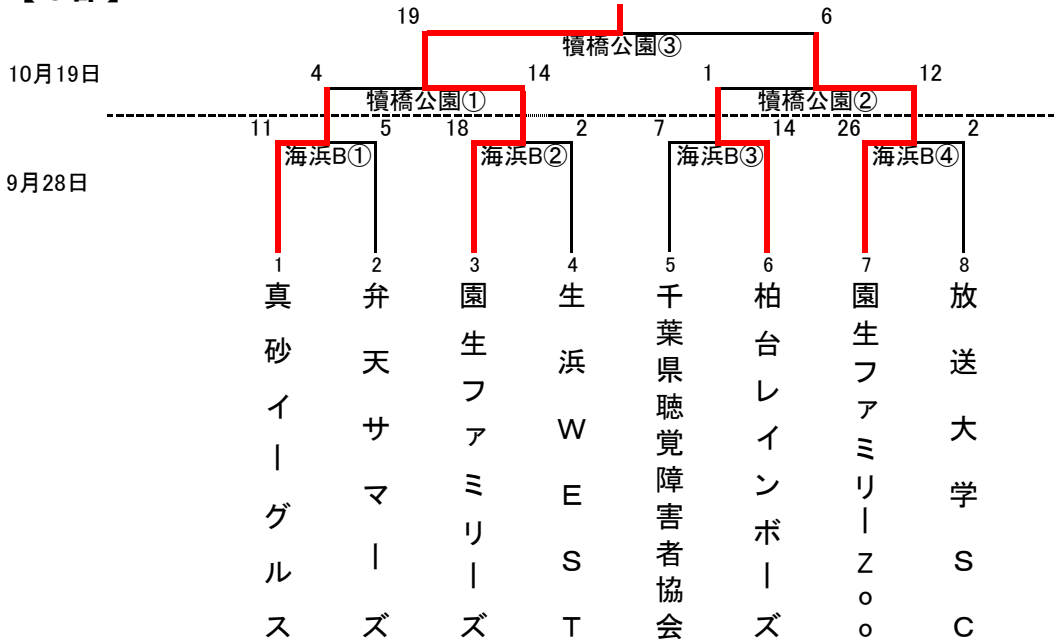 19 6
犢橋公園③
10月19日 4 14 1 12
犢橋公園① 犢橋公園②
11 5 18 2 7 14 26 2
海浜B① 海浜B② 海浜B③ 海浜B④
9月28日
1 2 3 4 5 6 7 8
真砂イーグルス
弁天サマーズ
園生ファミリーズ
生浜WEST
千葉県聴覚障害者協会
柏台レインボーズ
園生ファミリーZoo
放送大学SC